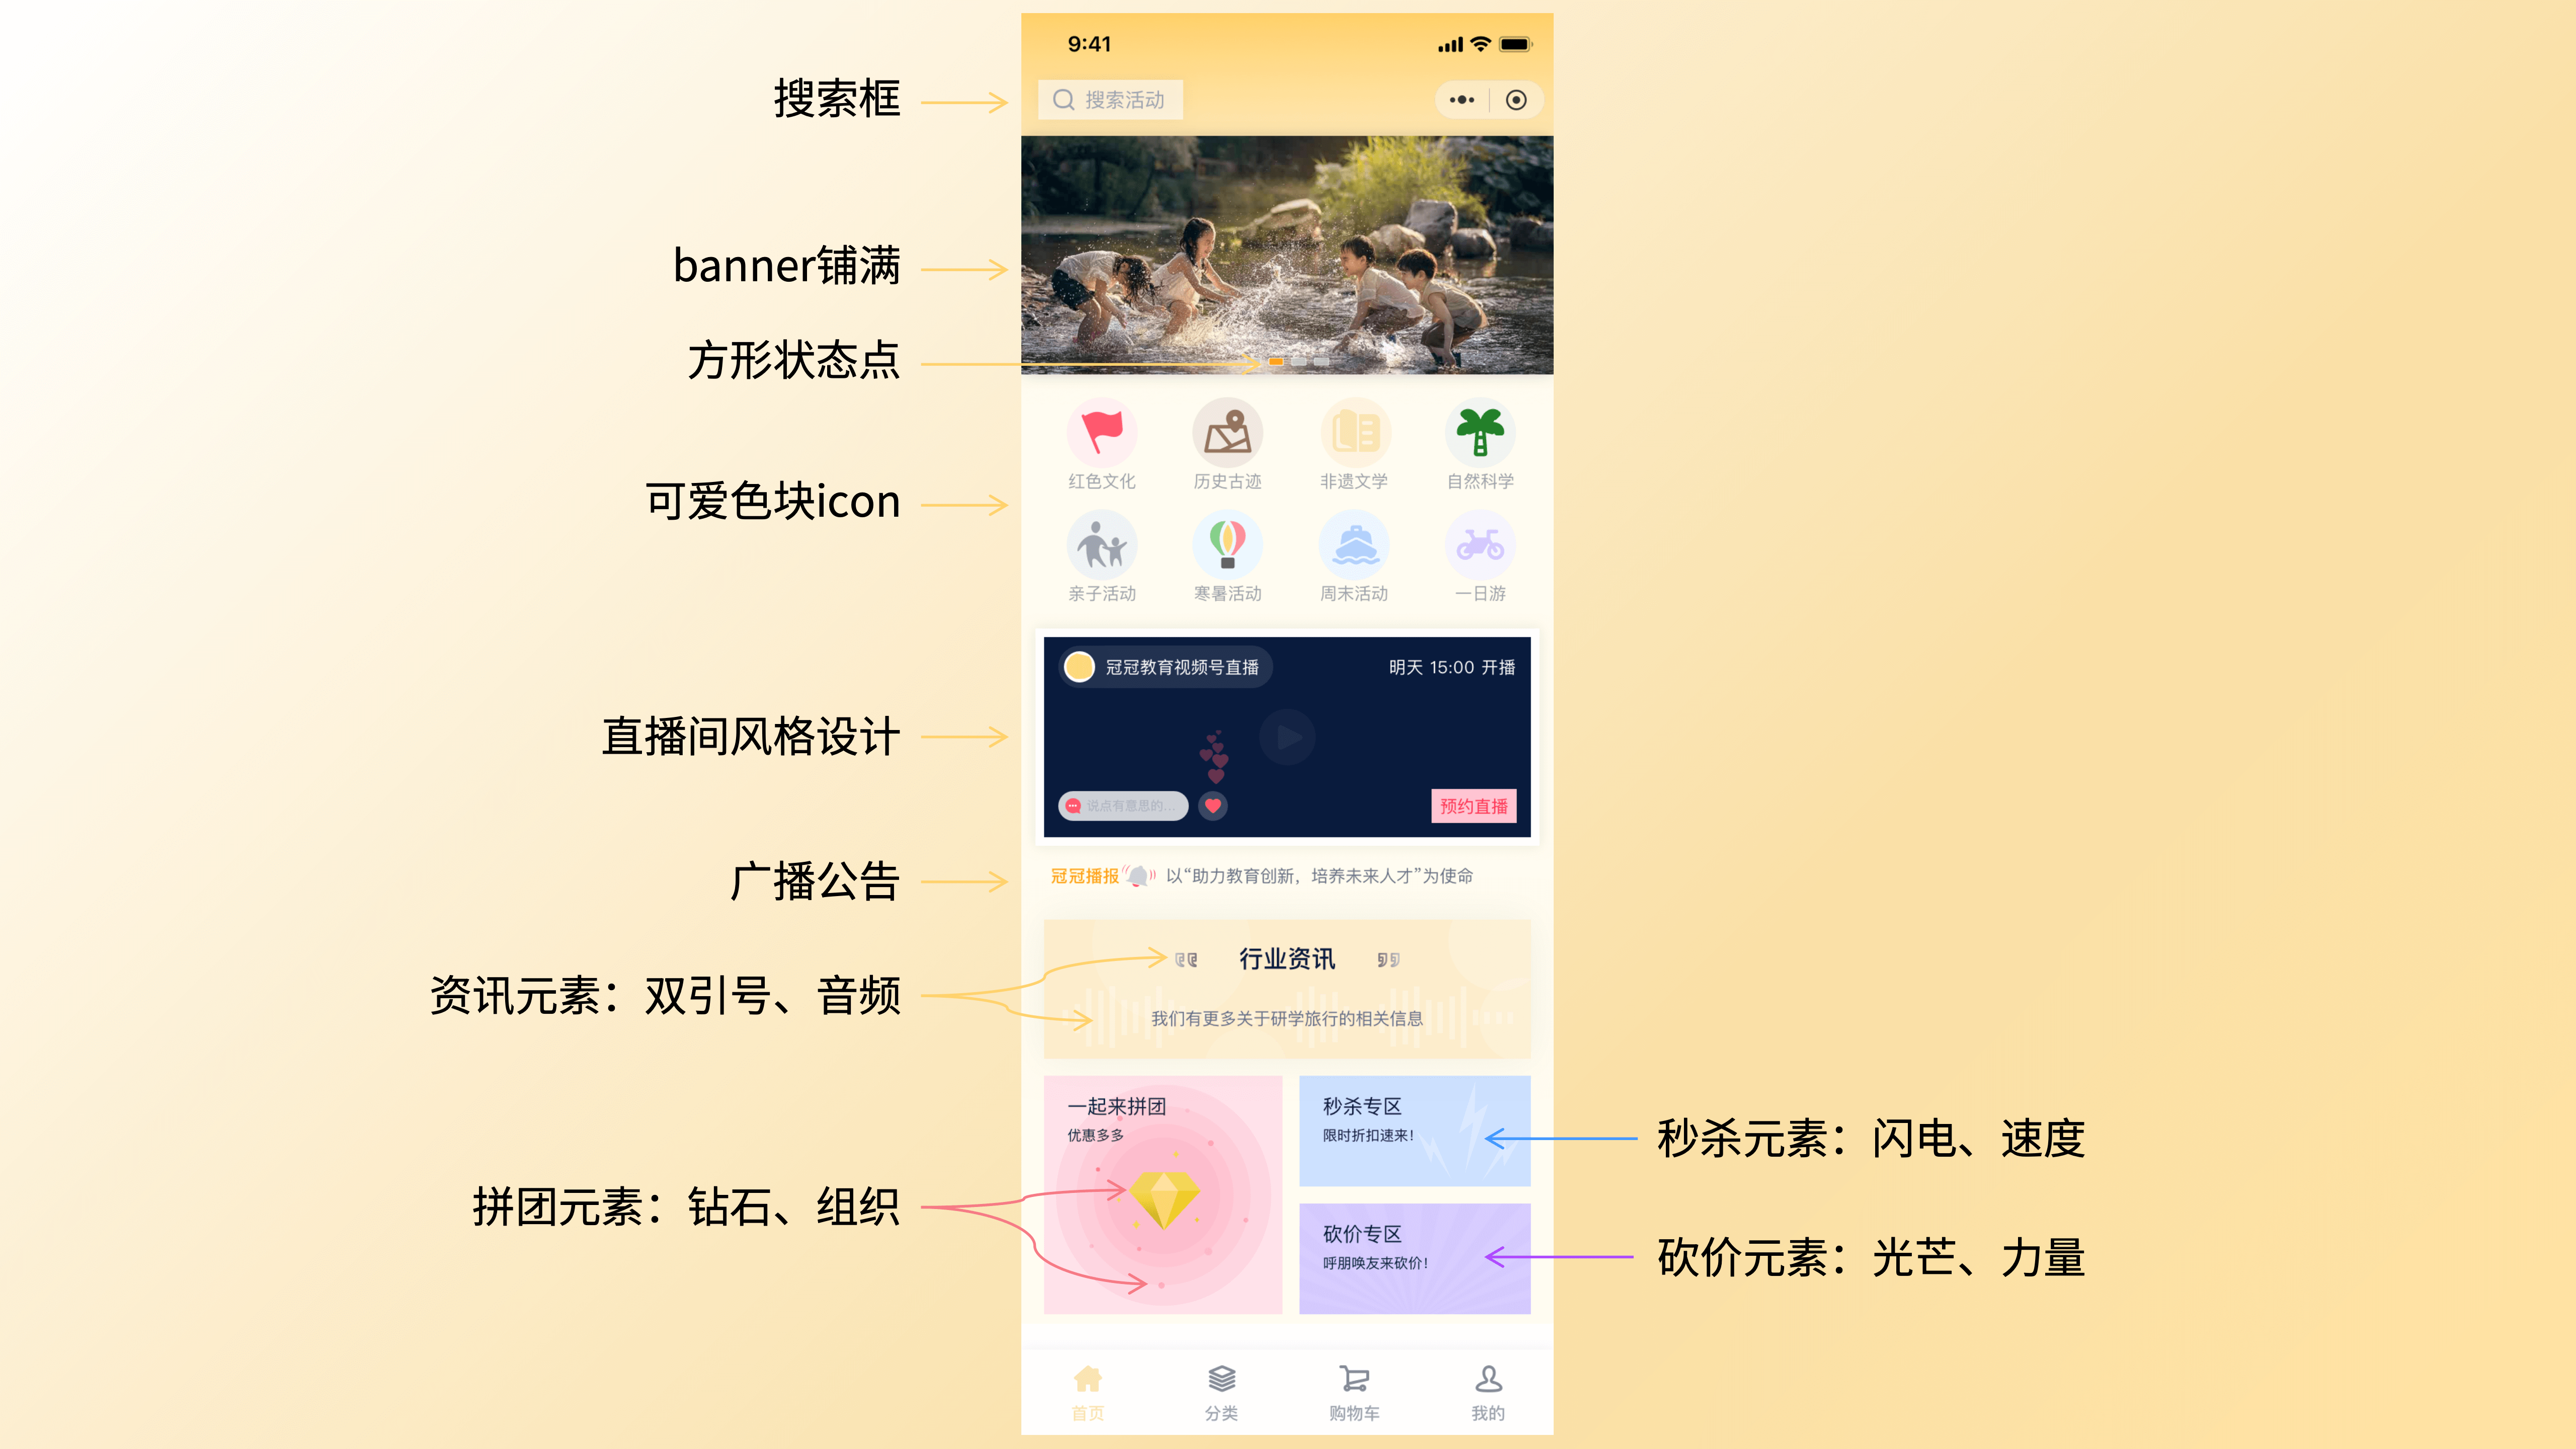 9:41
搜索框
搜索活动
banner铺满
方形状态点
可爱色块icon
红色文化
历史古迹
非遗文学
自然科学
亲子活动
寒暑活动
周末活动
一日游
直播间风格设计
冠冠教育视频号直播
明天 15:00 开播
说点有意思的...
预约直播
广播公告
冠冠播报
以“助力教育创新，培养未来人才”为使命
资讯元素：双引号、音频
行业资讯
我们有更多关于研学旅行的相关信息
拼团元素：钻石、组织
一起来拼团
优惠多多
秒杀专区
限时折扣速来！
秒杀元素：闪电、速度
砍价专区
呼朋唤友来砍价！
砍价元素：光芒、力量
首页
分类
购物车
我的